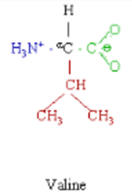 H
H₃N⁺ αC C O
⊖
O
CH
CH₃ CH₃
Valine